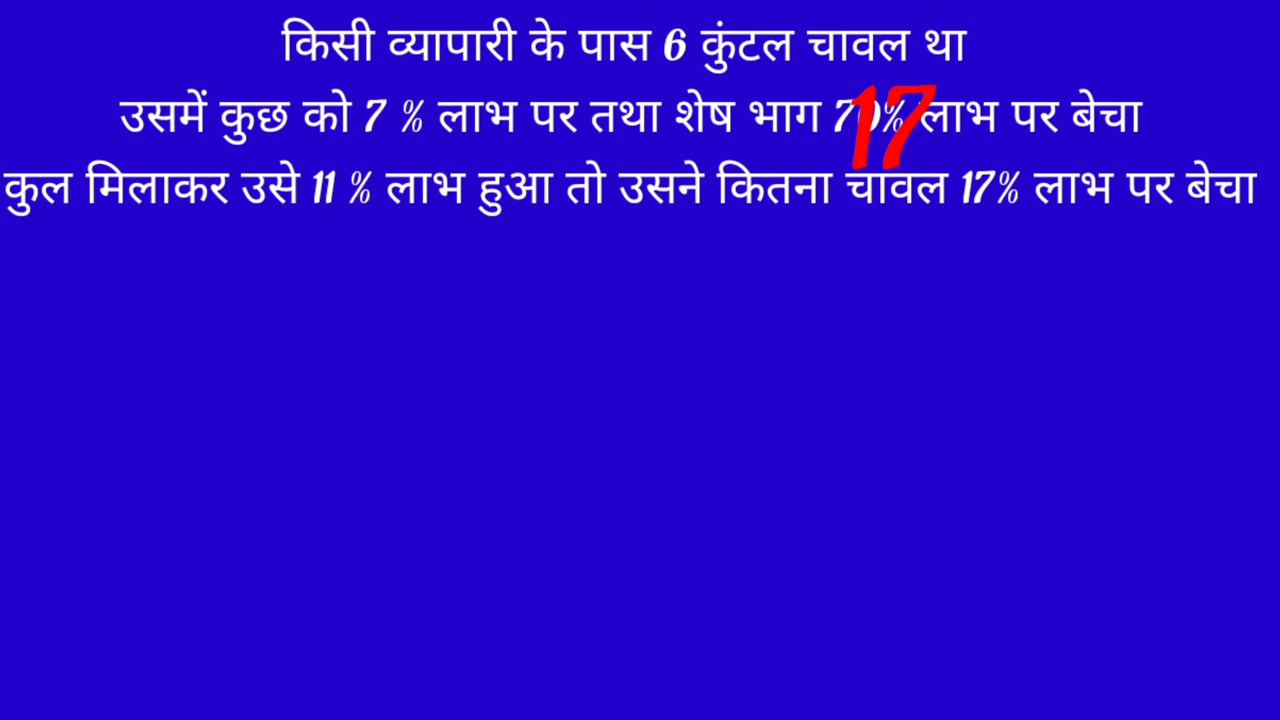 किसी व्यापारी के पास 6 कुंटल चावल था
उसमें कुछ को 7 % लाभ पर तथा शेष भाग 17 लाभ पर बेचा
कुल मिलाकर उसे 11 % लाभ हुआ तो उसने कितना चावल 17% लाभ पर बेचा